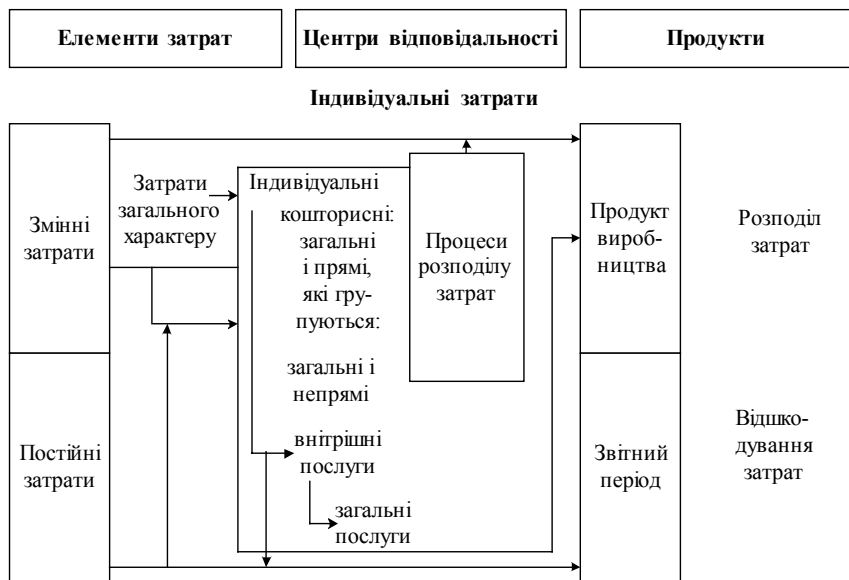 Елементи затрат
Центри відповідальності
Продукти
Індивідуальні затрати
Змінні
затрати
Затрати
загального
характеру
Індивідуальні
кошторисні:
загальні
і прямі,
які гру-
пуються:
загальні і
непрямі
внітрішні
послуги
загальні
послуги
Процеси
розподілу
затрат
Продукт
вироб-
ництва
Розподіл
затрат
Постійні
затрати
Звітний
період
Відшко-
дування
затрат